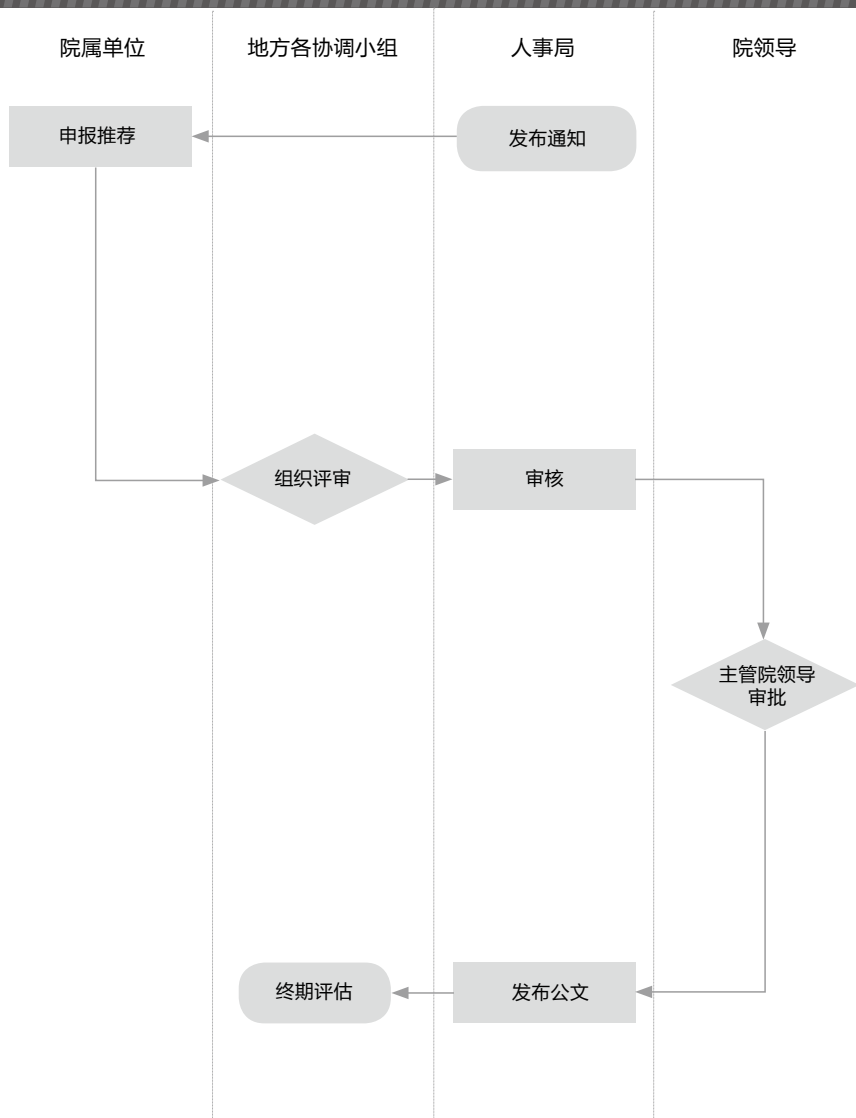 院属单位
地方各协调小组
人事局
院领导
申报推荐
发布通知
组织评审
审核
主管院领导
审批
终期评估
发布公文